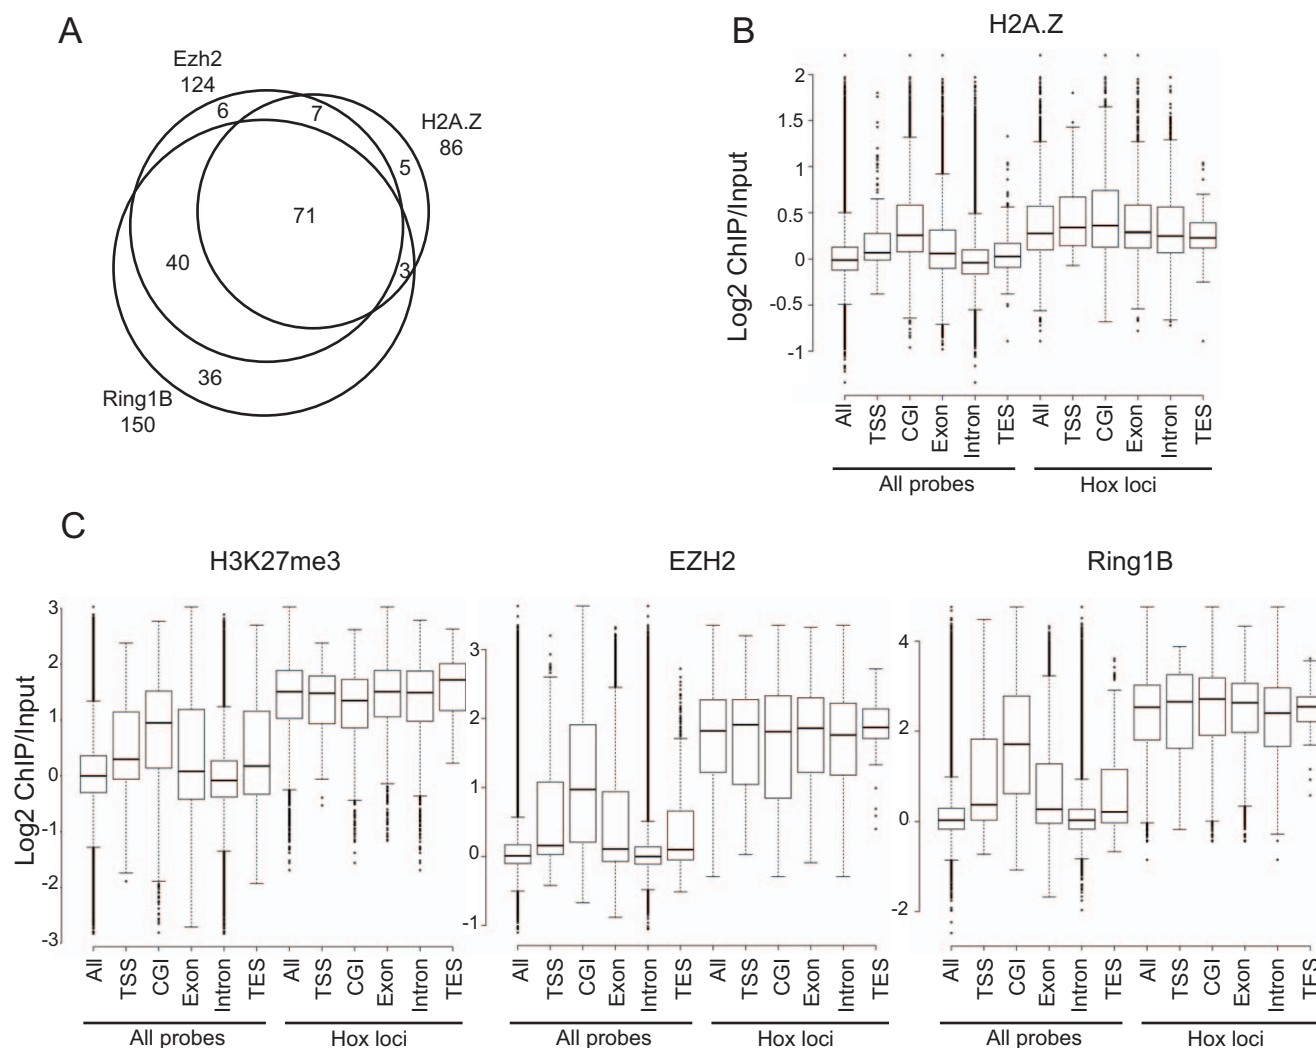 A
Ezh2
124
6
7
H2A.Z
86
5
71
40
3
36
Ring1B
150
B
H2A.Z
Log2 ChIP/Input
2
1.5
1
0.5
0
-0.5
-1
All
TSS
CGI
Exon
Intron
TES
All
TSS
CGI
Exon
Intron
TES
All probes
Hox loci
C
H3K27me3
Log2 ChIP/Input
3
2
1
0
-1
-2
-3
All
TSS
CGI
Exon
Intron
TES
All
TSS
CGI
Exon
Intron
TES
All probes
Hox loci
EZH2
3
2
1
0
-1
All
TSS
CGI
Exon
Intron
TES
All
TSS
CGI
Exon
Intron
TES
All probes
Hox loci
Ring1B
4
2
0
-2
All
TSS
CGI
Exon
Intron
TES
All
TSS
CGI
Exon
Intron
TES
All probes
Hox loci